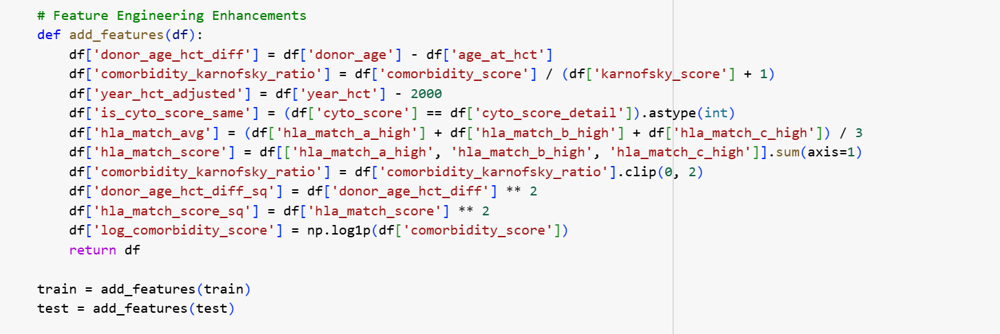 # Feature Engineering Enhancements
def add_features(df):
    df['donor_age_hct_diff'] = df['donor_age'] - df['age_at_hct']
    df['comorbidity_karnofsky_ratio'] = df['comorbidity_score'] / (df['karnofsky_score'] + 1)
    df['year_hct_adjusted'] = df['year_hct'] - 2000
    df['is_cyto_score_same'] = (df['cyto_score'] == df['cyto_score_detail']).astype(int)
    df['hla_match_avg'] = (df['hla_match_a_high'] + df['hla_match_b_high'] + df['hla_match_c_high']) / 3
    df['hla_match_score'] = df[['hla_match_a_high', 'hla_match_b_high', 'hla_match_c_high']].sum(axis=1)
    df['comorbidity_karnofsky_ratio'] = df['comorbidity_karnofsky_ratio'].clip(0, 2)
    df['donor_age_hct_diff_sq'] = df['donor_age_hct_diff'] ** 2
    df['hla_match_score_sq'] = df['hla_match_score'] ** 2
    df['log_comorbidity_score'] = np.log1p(df['comorbidity_score'])
    return df

train = add_features(train)
test = add_features(test)